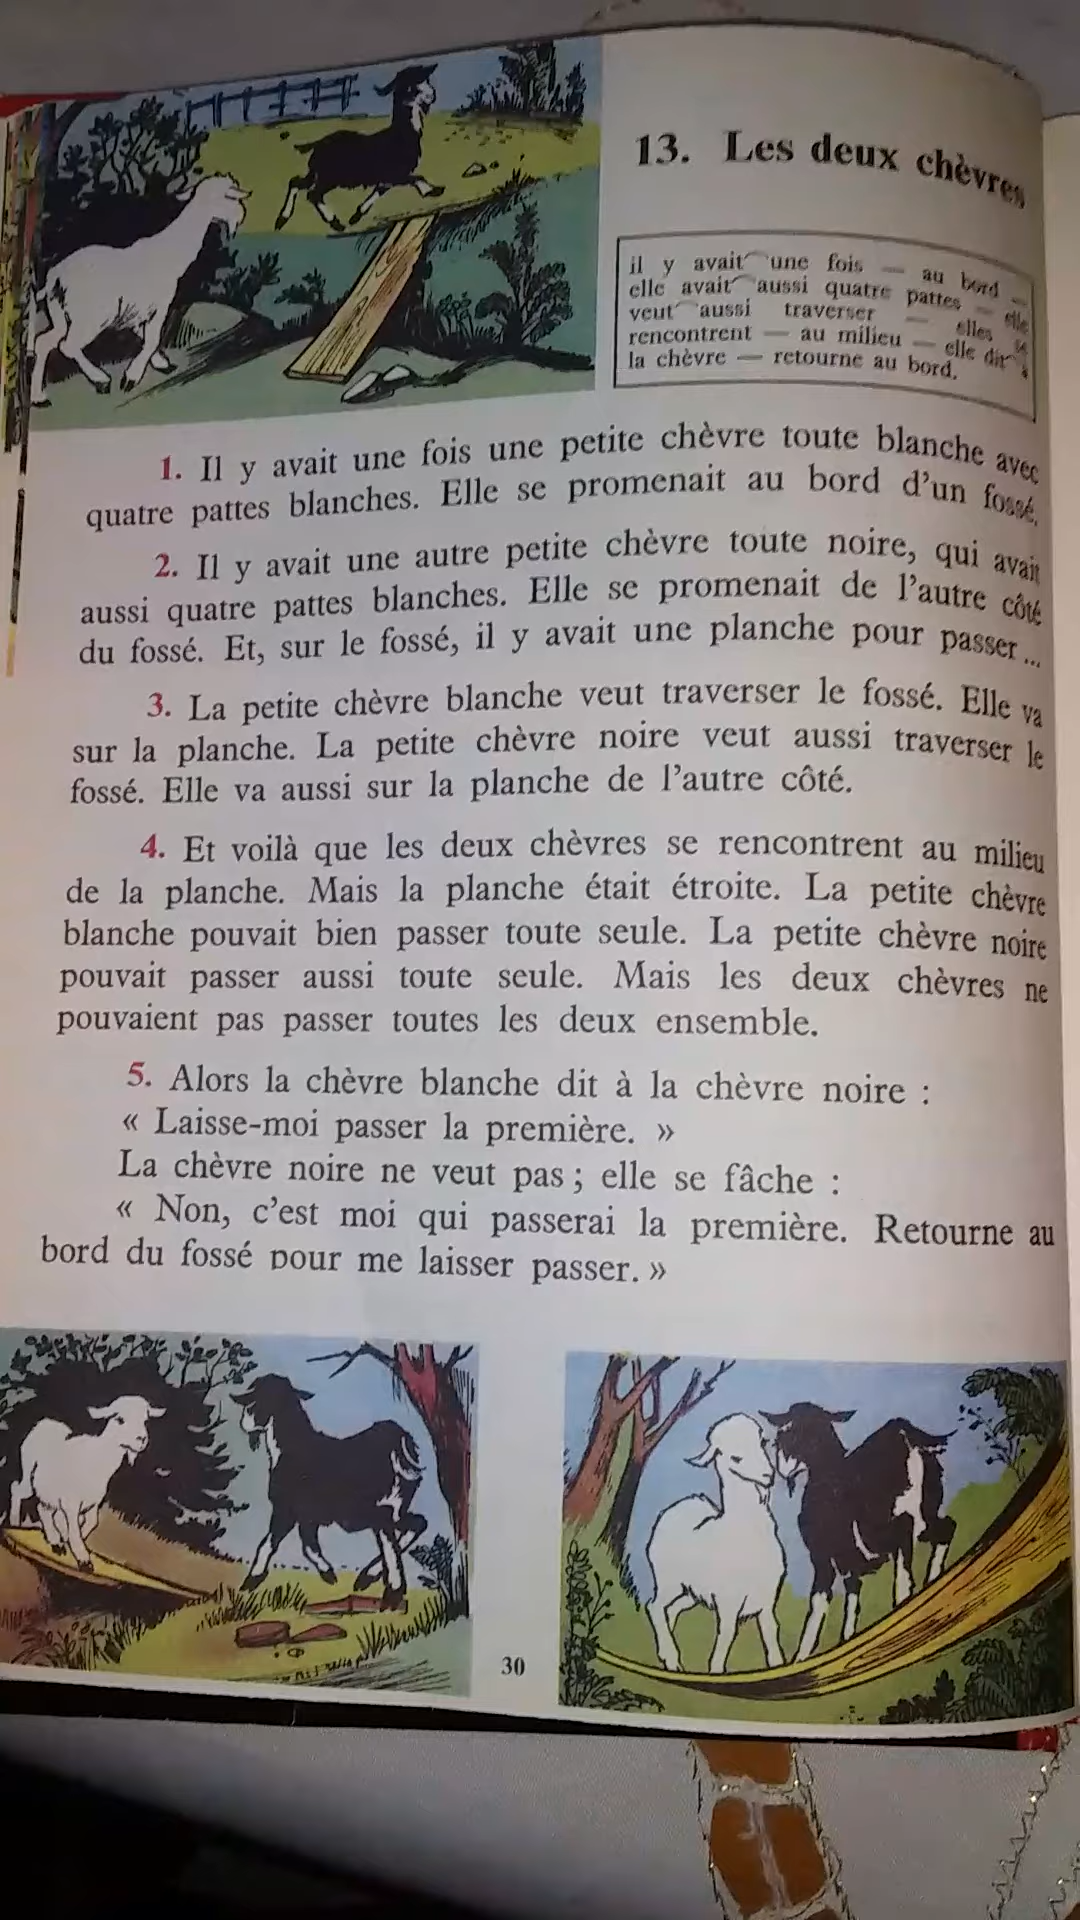 13. Les deux chèvres
il y avait une fois — au bord —
elle avait aussi quatre pattes — elle
veut aussi traverser — elles se
rencontrent — au milieu — elle dit à
la chèvre — retourne au bord.
1. Il y avait une fois une petite chèvre toute blanche avec
quatre pattes blanches. Elle se promenait au bord d'un fossé.
2. Il y avait une autre petite chèvre toute noire, qui avait
aussi quatre pattes blanches. Elle se promenait de l'autre côté
du fossé. Et, sur le fossé, il y avait une planche pour passer...
3. La petite chèvre blanche veut traverser le fossé. Elle va
sur la planche. La petite chèvre noire veut aussi traverser le
fossé. Elle va aussi sur la planche de l'autre côté.
4. Et voilà que les deux chèvres se rencontrent au milieu
de la planche. Mais la planche était étroite. La petite chèvre
blanche pouvait bien passer toute seule. La petite chèvre noire
pouvait passer aussi toute seule. Mais les deux chèvres ne
pouvaient pas passer toutes les deux ensemble.
5. Alors la chèvre blanche dit à la chèvre noire :
« Laisse-moi passer la première. »
La chèvre noire ne veut pas ; elle se fâche :
« Non, c'est moi qui passerai la première. Retourne au
bord du fossé pour me laisser passer. »
30